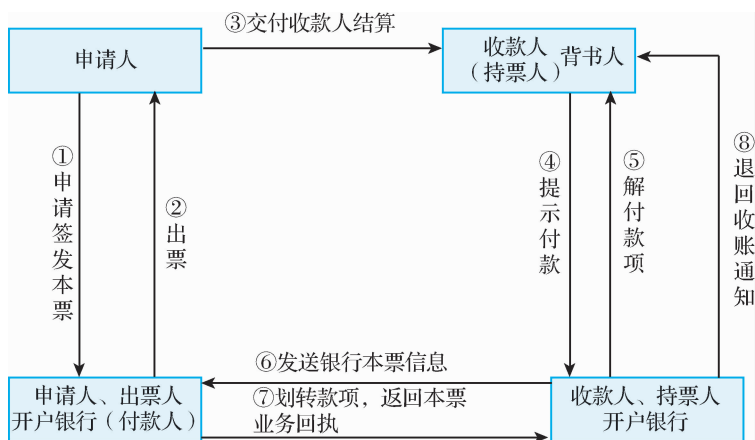 ③交付收款人结算
申请人
收款人
（持票人）
背书人
①申请签发本票
②出票
④提示付款
⑤解付款项
⑧退回收账通知
⑥发送银行本票信息
申请人、出票人
开户银行（付款人）
⑦划转款项，返回本票
业务回执
收款人、持票人
开户银行